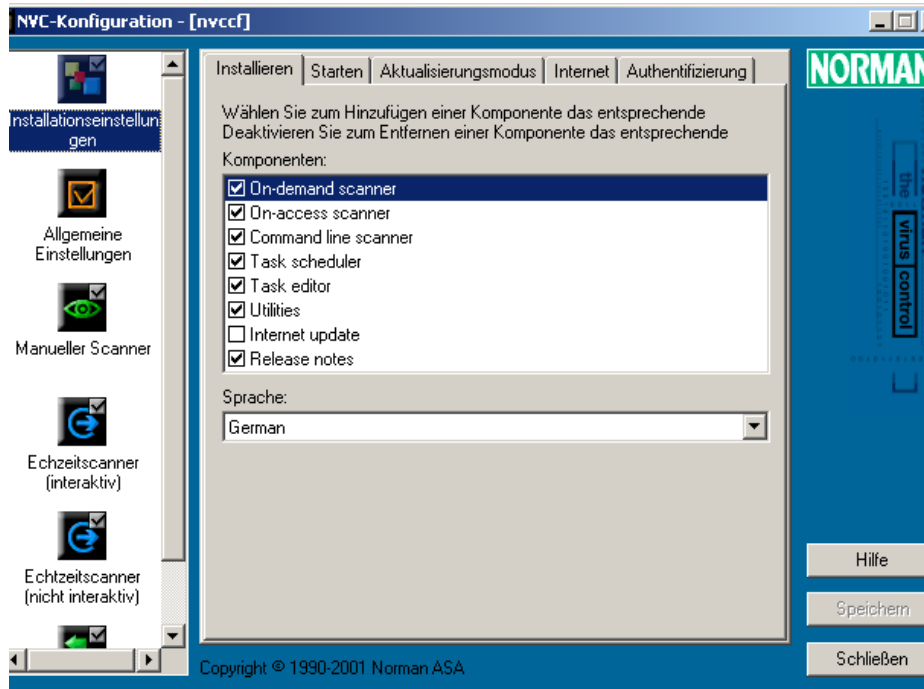 NVC-Konfiguration - [nvccf]
Installationseinstellun
gen
Allgemeine
Einstellungen
Manueller Scanner
Echzeitscanner
(interaktiv)
Echtzeitscanner
(nicht interaktiv)
Installieren
Starten
Aktualisierungsmodus
Internet
Authentifizierung
Wählen Sie zum Hinzufügen einer Komponente das entsprechende
Deaktivieren Sie zum Entfernen einer Komponente das entsprechende
Komponenten:
On-demand scanner
On-access scanner
Command line scanner
Task scheduler
Task editor
Utilities
Internet update
Release notes
Sprache:
German
Copyright © 1990-2001 Norman ASA
NORMAN
the
virus control
Hilfe
Speichern
Schließen